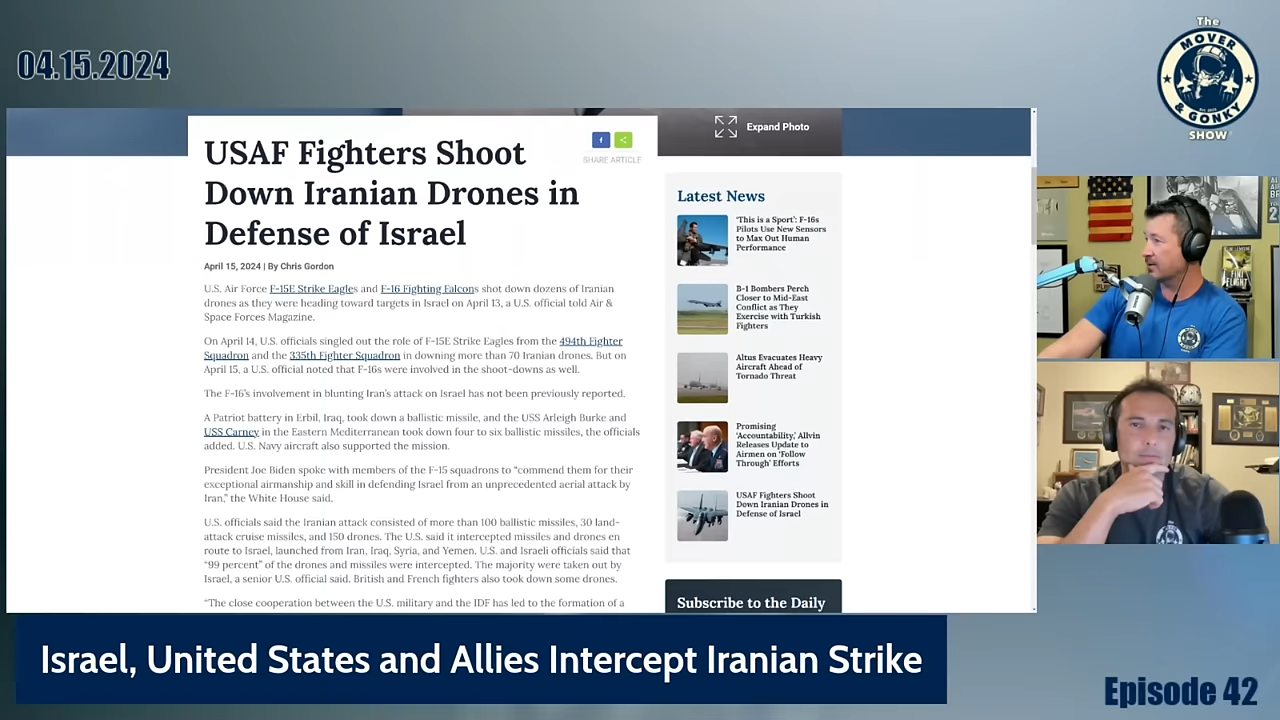 04.15.2024
The
MOVER
& GONKY
SHOW
Expand Photo
USAF Fighters Shoot
Down Iranian Drones in
Defense of Israel
SHARE ARTICLE
April 15, 2024 | By Chris Gordon
U.S. Air Force F-15E Strike Eagles and F-16 Fighting Falcons shot down dozens of Iranian
drones as they were heading toward targets in Israel on April 13, a U.S. official told Air &
Space Forces Magazine.
On April 14, U.S. officials singled out the role of F-15E Strike Eagles from the 494th Fighter
Squadron and the 335th Fighter Squadron in downing more than 70 Iranian drones. But on
April 15, a U.S. official noted that F-16s were involved in the shoot-downs as well.
The F-16's involvement in blunting Iran's attack on Israel has not been previously reported.
A Patriot battery in Erbil, Iraq, took down a ballistic missile, and the USS Arleigh Burke and
USS Carney in the Eastern Mediterranean took down four to six ballistic missiles, the officials
added. U.S. Navy aircraft also supported the mission.
President Joe Biden spoke with members of the F-15 squadrons to "commend them for their
exceptional airmanship and skill in defending Israel from an unprecedented aerial attack by
Iran," the White House said.
U.S. officials said the Iranian attack consisted of more than 100 ballistic missiles, 30 land-
attack cruise missiles, and 150 drones. The U.S. said it intercepted missiles and drones en
route to Israel, launched from Iran, Iraq, Syria, and Yemen. U.S. and Israeli officials said that
"99 percent" of the drones and missiles were intercepted. The majority were taken out by
Israel, a senior U.S. official said. British and French fighters also took down some drones.
"The close cooperation between the U.S. military and the IDF has led to the formation of a
Latest News
'This is a Sport': F-16s
Pilots Use New Sensors
to Max Out Human
Performance
B-1 Bombers Perch
Closer to Mid-East
Conflict as They
Exercise with Turkish
Fighters
Altus Evacuates Heavy
Aircraft Ahead of
Tornado Threat
Promising
'Accountability,' Allvin
Releases Update to
Airmen on 'Follow
Through' Efforts
USAF Fighters Shoot
Down Iranian Drones in
Defense of Israel
Subscribe to the Daily
Israel, United States and Allies Intercept Iranian Strike
Episode 42